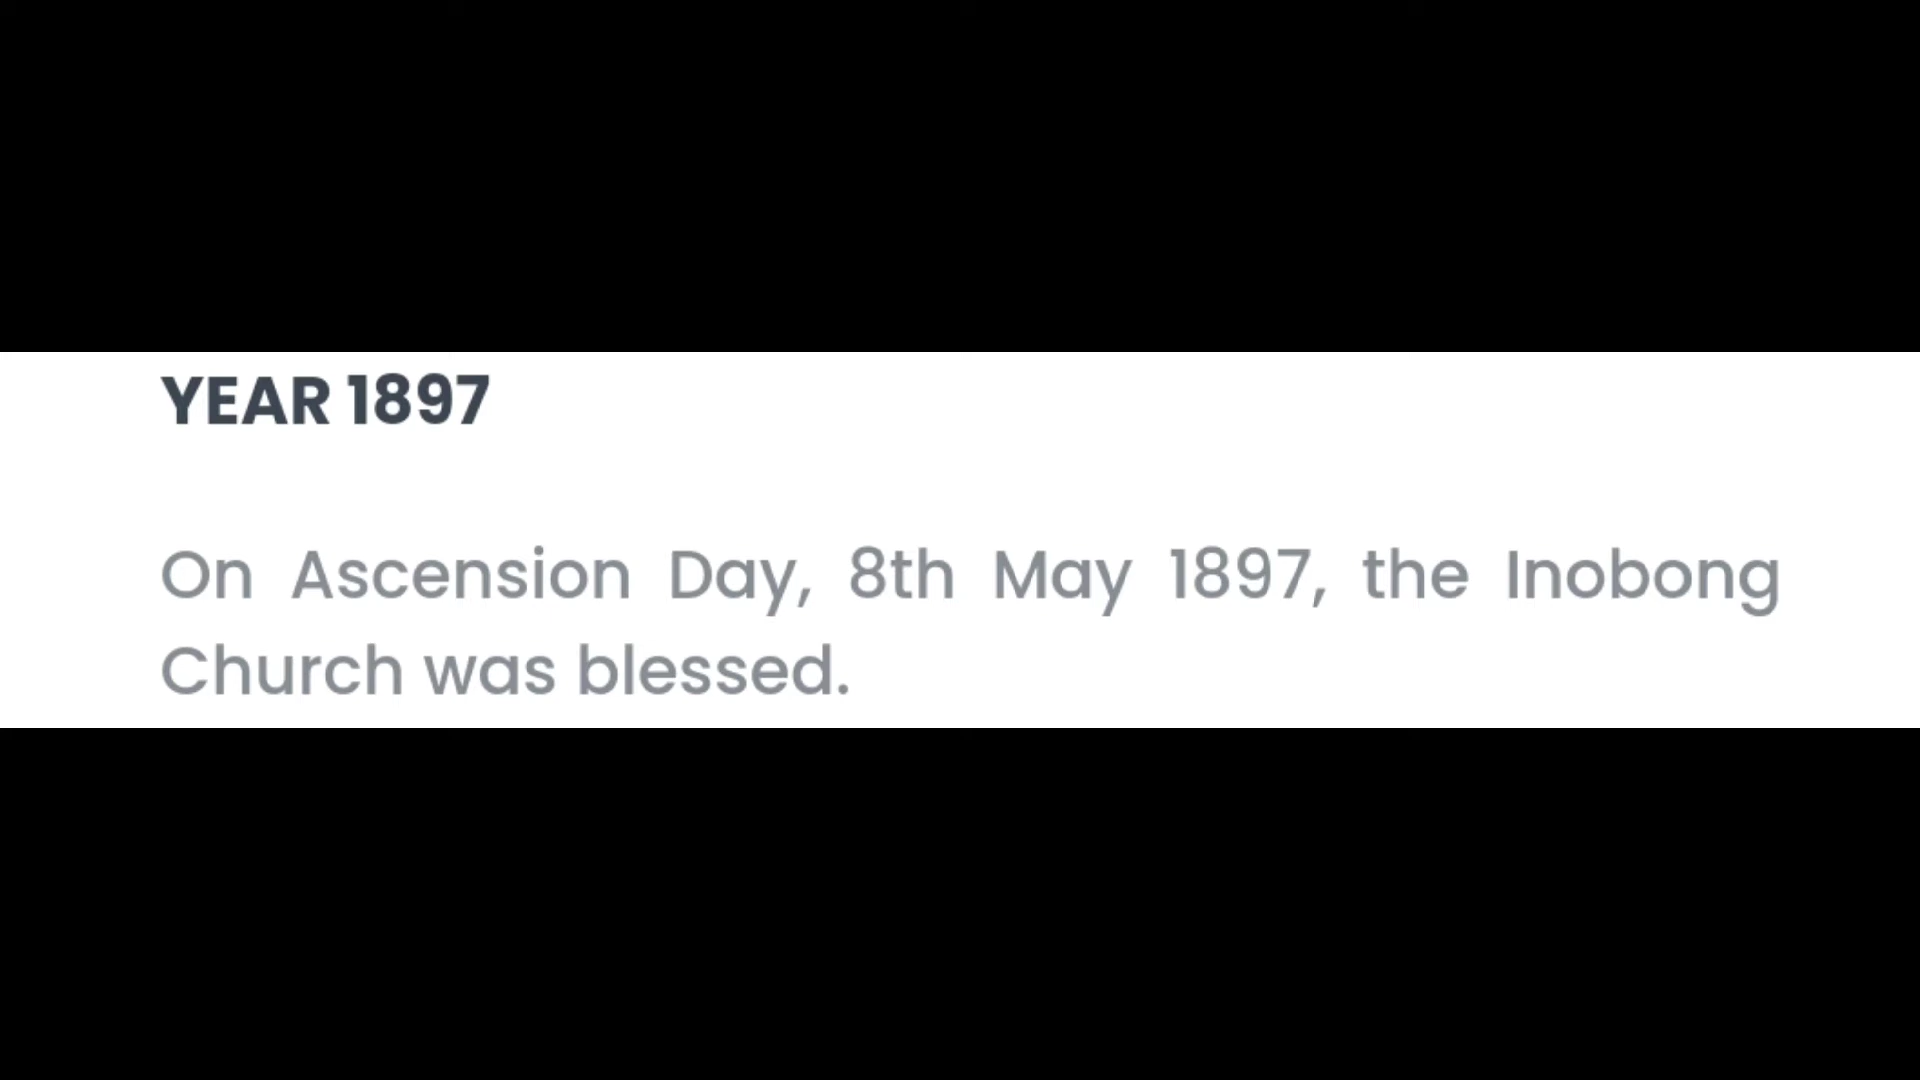 YEAR 1897
On Ascension Day, 8th May 1897, the Inobong
Church was blessed.